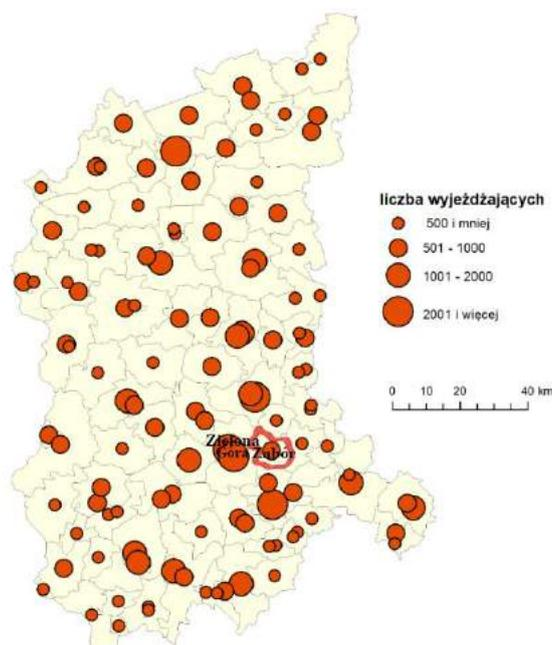 liczba wyjeżdżających
500 i mniej
501 - 1000
1001 - 2000
2001 i więcej
0 10 20 40 km
Zielona
Góra Zabór